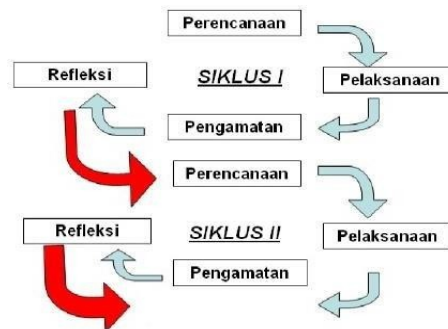 Perencanaan
Refleksi
SIKLUS I
Pelaksanaan
Pengamatan
Perencanaan
Refleksi
SIKLUS II
Pelaksanaan
Pengamatan